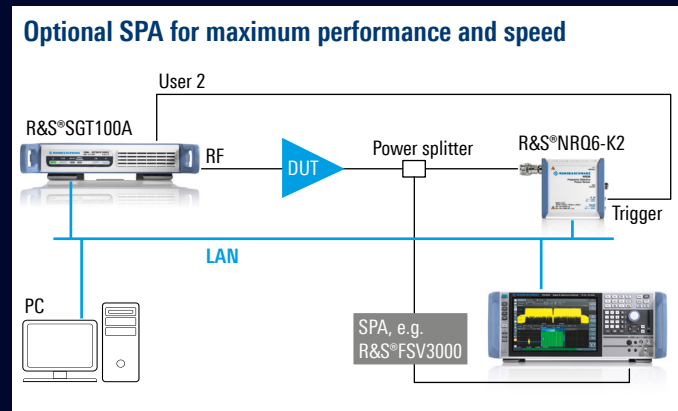 Optional SPA for maximum performance and speed
User 2
R&S®SGT100A
RF
DUT
Power splitter
R&S®NRQ6-K2
Trigger
LAN
PC
SPA, e.g.
R&S®FSV3000